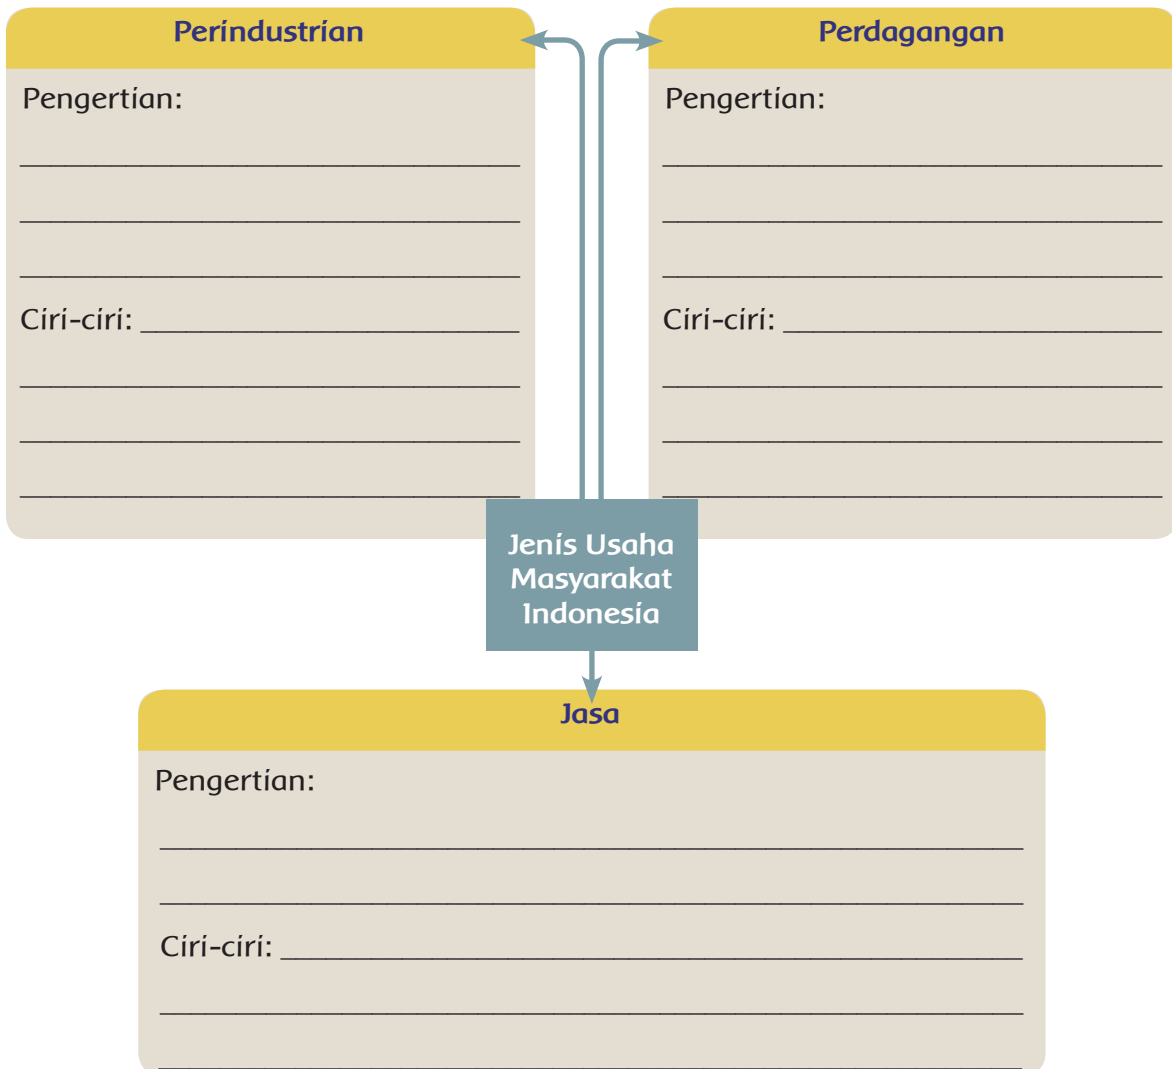 Perindustrian
Pengertian:
Ciri-ciri:
Perdagangan
Pengertian:
Ciri-ciri:
Jenis Usaha
Masyarakat
Indonesia
Jasa
Pengertian:
Ciri-ciri: